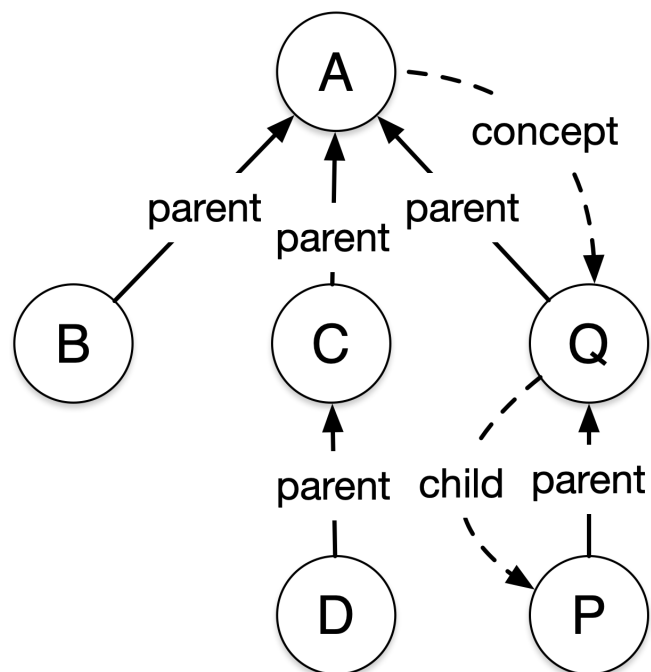 A
concept
parent
parent
parent
B
C
Q
parent
child
parent
D
P